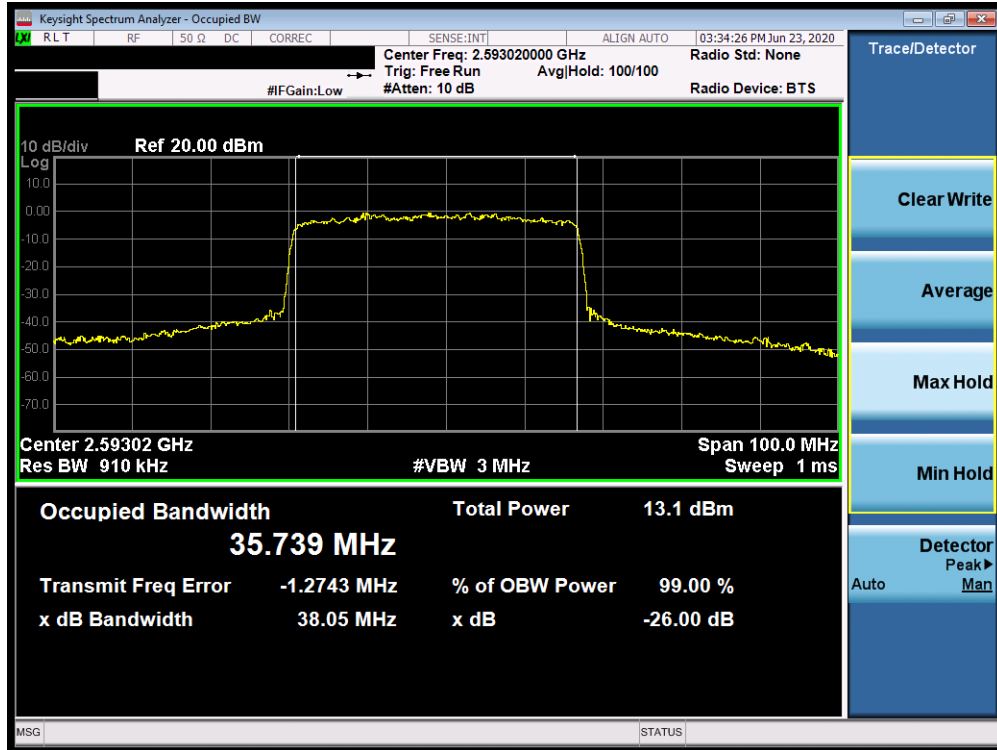 Keysight Spectrum Analyzer - Occupied BW
LXI RLT RF 50 Ω DC CORREC SENSE:INT ALIGN AUTO 03:34:26 PM Jun 23, 2020
Center Freq: 2.593020000 GHz Radio Std: None
Trig: Free Run Avg|Hold: 100/100
#IFGain:Low #Atten: 10 dB Radio Device: BTS
Trace/Detector
10 dB/div Ref 20.00 dBm
Log
10.0
0.00
-10.0
-20.0
-30.0
-40.0
-50.0
-60.0
-70.0
Center 2.59302 GHz Span 100.0 MHz
Res BW 910 kHz #VBW 3 MHz Sweep 1 ms
Occupied Bandwidth Total Power 13.1 dBm
35.739 MHz
Transmit Freq Error -1.2743 MHz % of OBW Power 99.00 %
x dB Bandwidth 38.05 MHz x dB -26.00 dB
Clear Write
Average
Max Hold
Min Hold
Detector
Peak▶
Auto Man
MSG STATUS